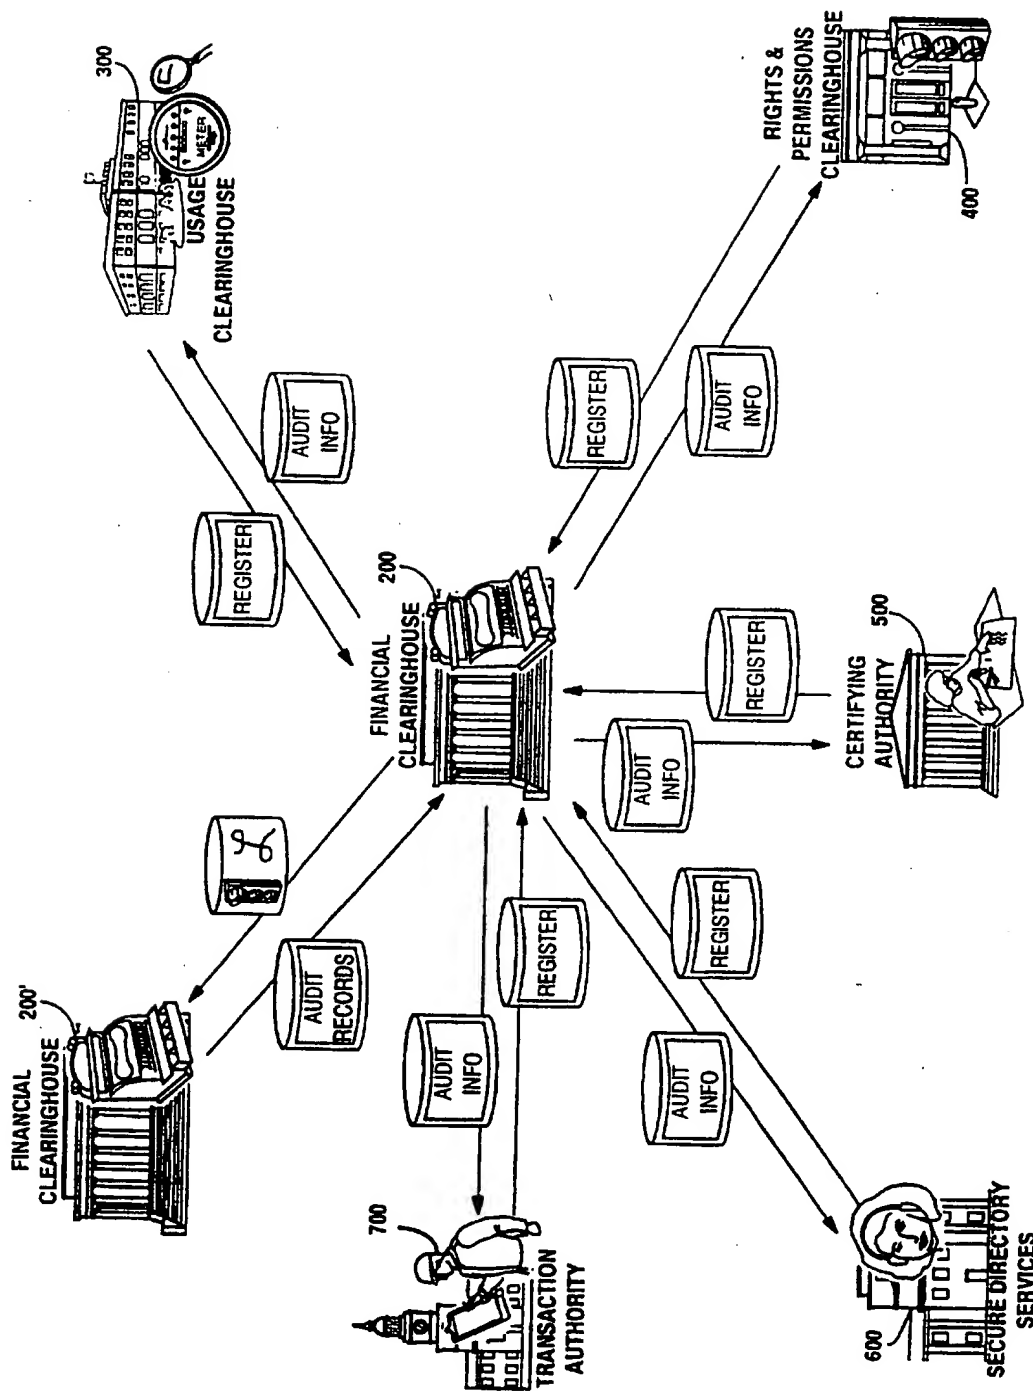 FINANCIAL
CLEARINGHOUSE
200'
AUDIT
RECORDS
TRANSACTION
AUTHORITY
700
AUDIT
INFO
REGISTER
FINANCIAL
CLEARINGHOUSE
200
REGISTER
AUDIT
INFO
USAGE
CLEARINGHOUSE
METER
300
SECURE DIRECTORY
SERVICES
600
AUDIT
INFO
REGISTER
CERTIFYING
AUTHORITY
500
AUDIT
INFO
REGISTER
REGISTER
AUDIT
INFO
RIGHTS &
PERMISSIONS
CLEARINGHOUSE
400